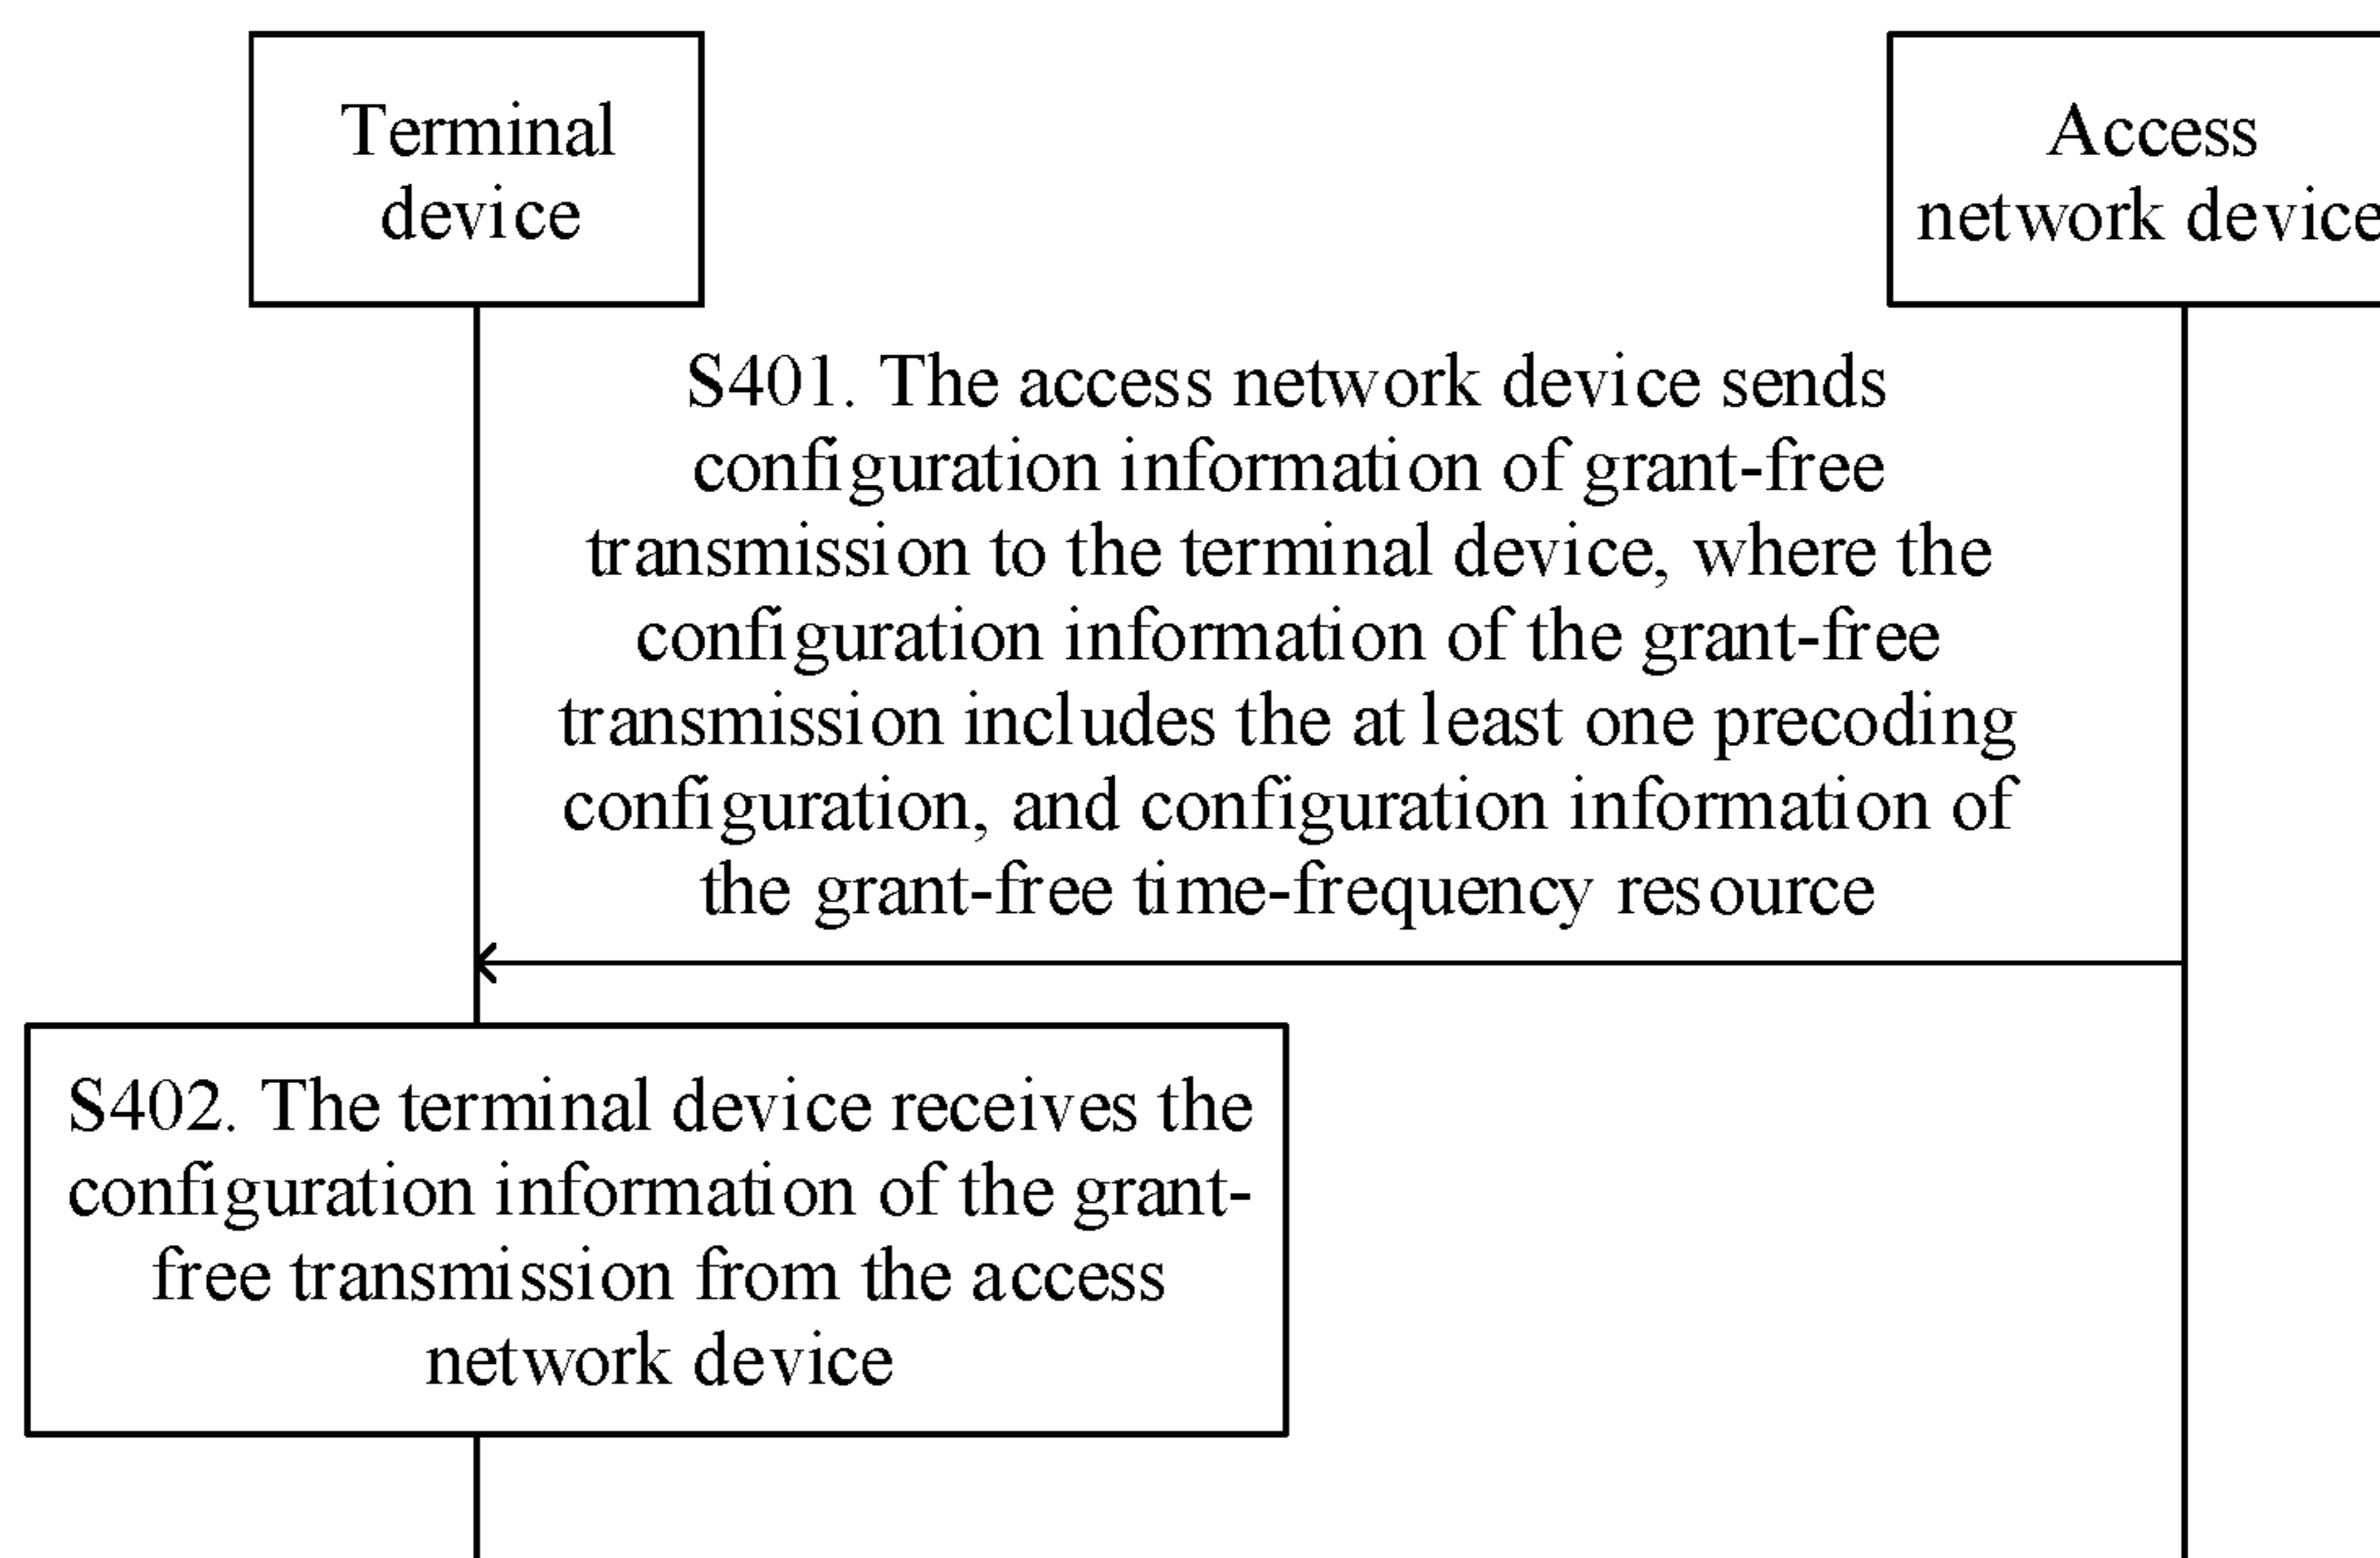 Terminal
device
Access
network device
S401. The access network device sends
configuration information of grant-free
transmission to the terminal device, where the
configuration information of the grant-free
transmission includes the at least one precoding
configuration, and configuration information of
the grant-free time-frequency resource
S402. The terminal device receives the
configuration information of the grant-
free transmission from the access
network device